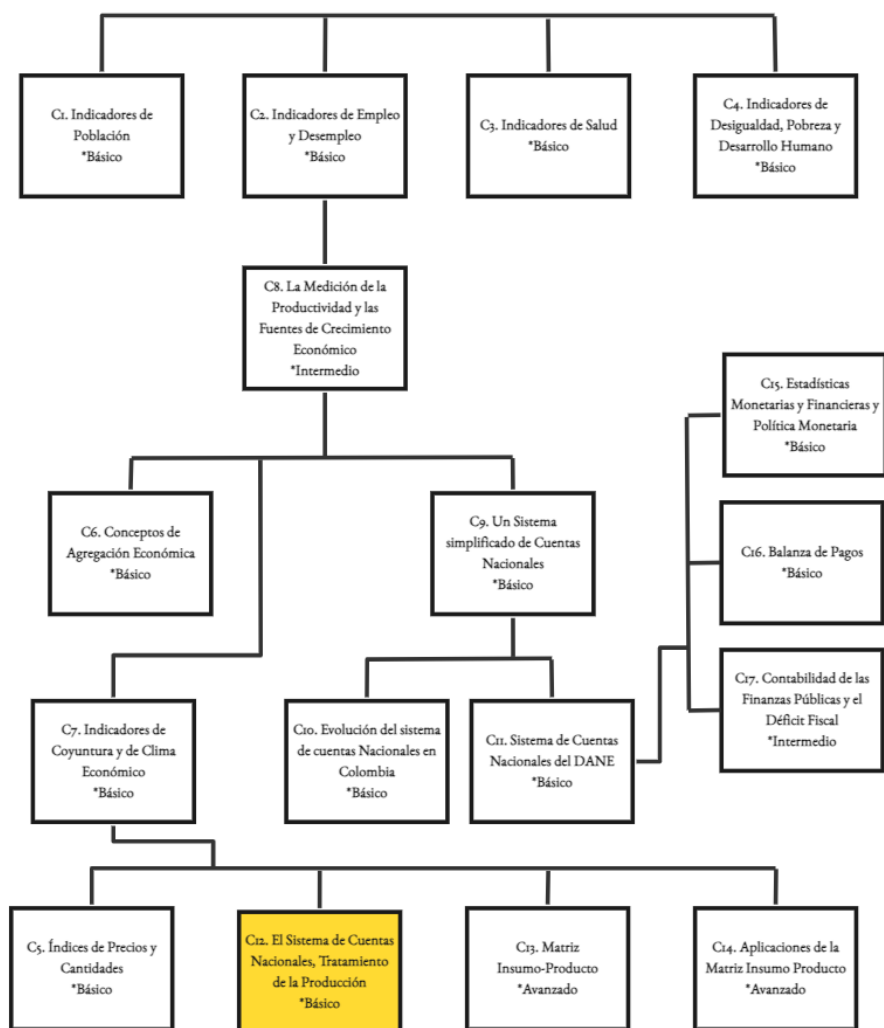 C1. Indicadores de
Población
*Básico
C2. Indicadores de Empleo
y Desempleo
*Básico
C3. Indicadores de Salud
*Básico
C4. Indicadores de
Desigualdad, Pobreza y
Desarrollo Humano
*Básico
C8. La Medición de la
Productividad y las
Fuentes de Crecimiento
Económico
*Intermedio
C15. Estadísticas
Monetarias y Financieras y
Política Monetaria
*Básico
C6. Conceptos de
Agregación Económica
*Básico
C9. Un Sistema
simplificado de Cuentas
Nacionales
*Básico
C16. Balanza de Pagos
*Básico
C17. Contabilidad de las
Finanzas Públicas y el
Déficit Fiscal
*Intermedio
C7. Indicadores de
Coyuntura y de Clima
Económico
*Básico
C10. Evolución del sistema
de cuentas Nacionales en
Colombia
*Básico
C11. Sistema de Cuentas
Nacionales del DANE
*Básico
C5. Índices de Precios y
Cantidades
*Básico
C12. El Sistema de Cuentas
Nacionales, Tratamiento
de la Producción
*Básico
C13. Matriz
Insumo-Producto
*Avanzado
C14. Aplicaciones de la
Matriz Insumo Producto
*Avanzado